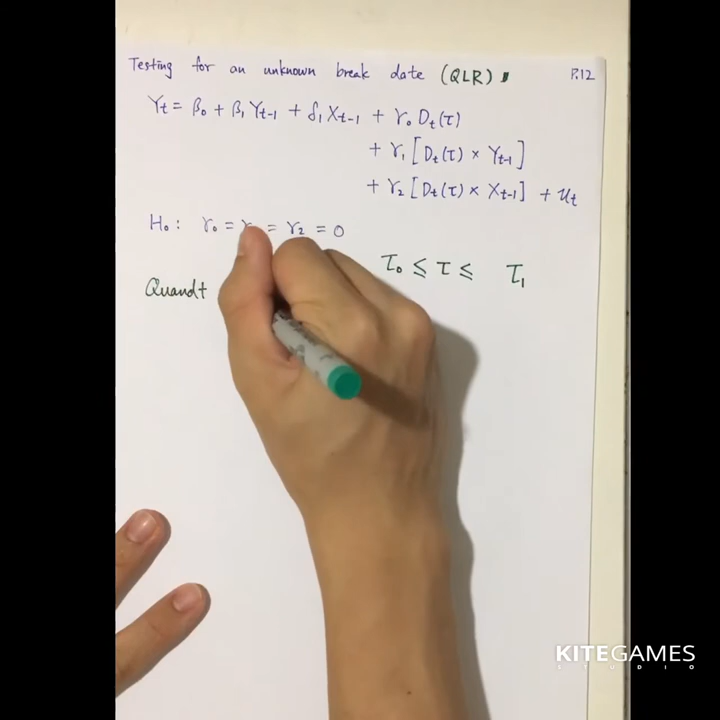 Testing for an unknown break date (QLR) P.12
Yt = β0 + β1 Yt-1 + δ1 Xt-1 + γ0 Dt(τ)
+ γ1 [Dt(τ) × Yt-1]
+ γ2 [Dt(τ) × Xt-1] + ut
H0: γ0 = = γ2 = 0
τ0 ≤ τ ≤ τ1
Quandt
KITEGAMES
STUDIO